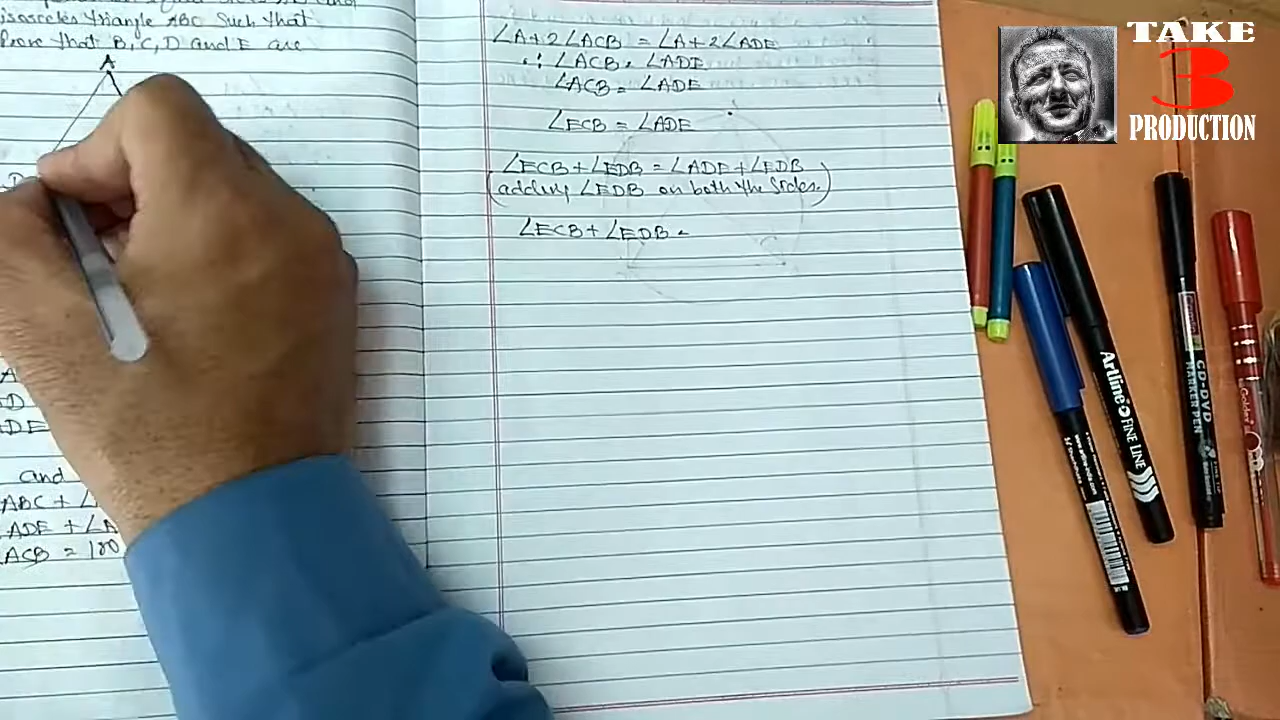 isosceles triangle ABC Such that
Prove that B, C, D and E are
A
D
ADE
and
ABC + ∠
ADE + ∠A
ACB = 180
∠A + 2∠ACB = ∠A + 2∠ADE
∴ ∠ACB = ∠ADE
∠ACB = ∠ADE
∠ECB = ∠ADE
∠ECB + ∠EDB = ∠ADE + ∠EDB
(adding ∠EDB on both the Sides.)
∠ECB + ∠EDB =
TAKE
3
PRODUCTION
Artline FINE LINE
CD-DVD
MARKER PEN
Goldex